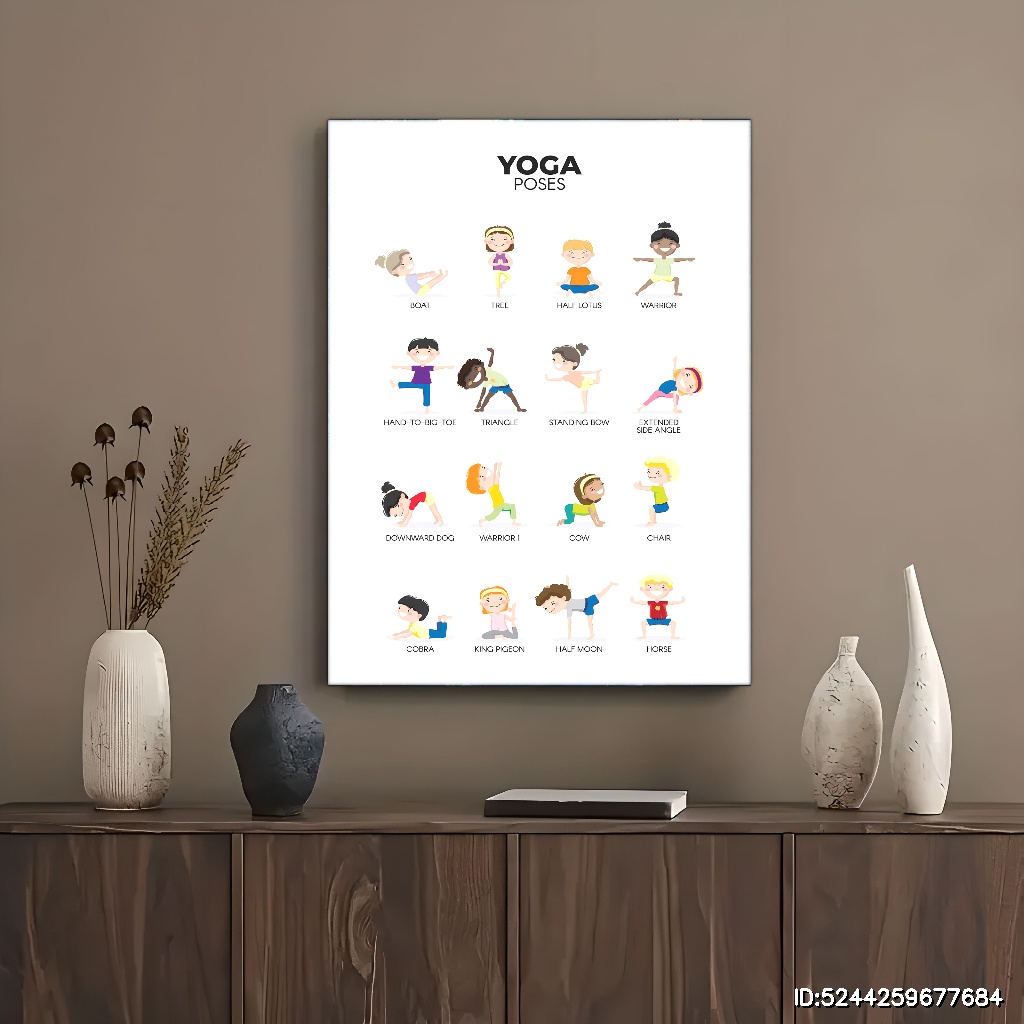 YOGA
POSES
BOAT
TREE
HALF LOTUS
WARRIOR
HAND-TO-BIG-TOE
TRIANGLE
STANDING BOW
EXTENDED
SIDE ANGLE
DOWNWARD DOG
WARRIOR I
COW
CHAIR
COBRA
KING PIGEON
HALF MOON
HORSE
ID:5244259677684